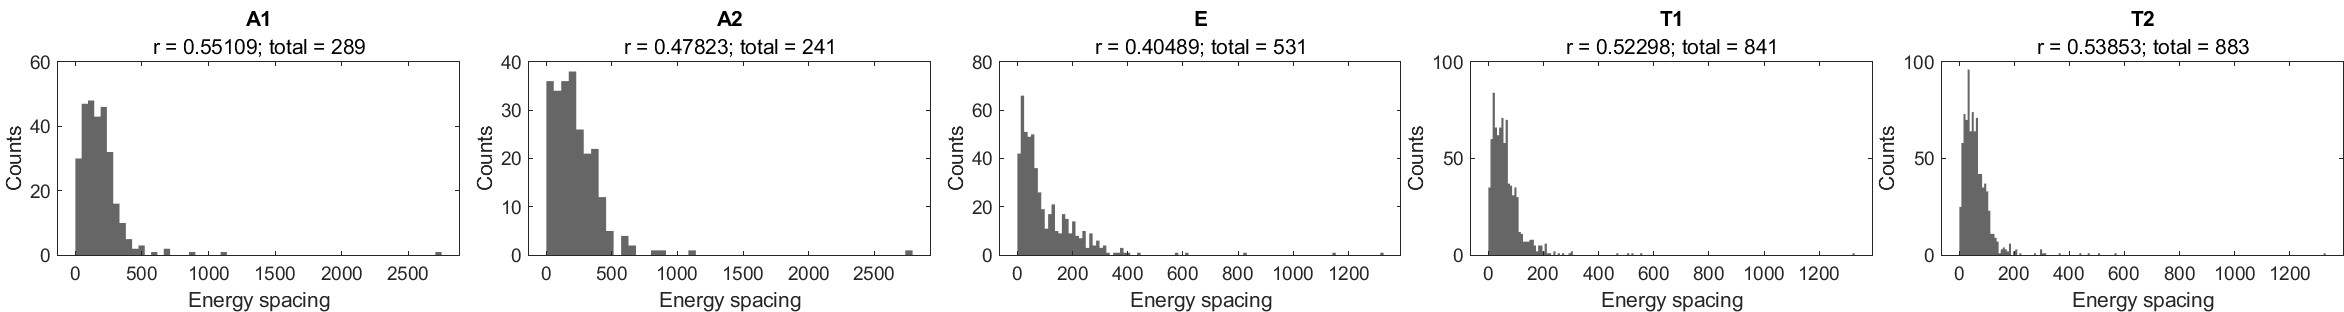 A1
r = 0.55109; total = 289
60
40
20
0
Counts
0 500 1000 1500 2000 2500
Energy spacing
A2
r = 0.47823; total = 241
40
30
20
10
0
Counts
0 500 1000 1500 2000 2500
Energy spacing
E
r = 0.40489; total = 531
80
60
40
20
0
Counts
0 200 400 600 800 1000 1200
Energy spacing
T1
r = 0.52298; total = 841
100
50
0
Counts
0 200 400 600 800 1000 1200
Energy spacing
T2
r = 0.53853; total = 883
100
50
0
Counts
0 200 400 600 800 1000 1200
Energy spacing